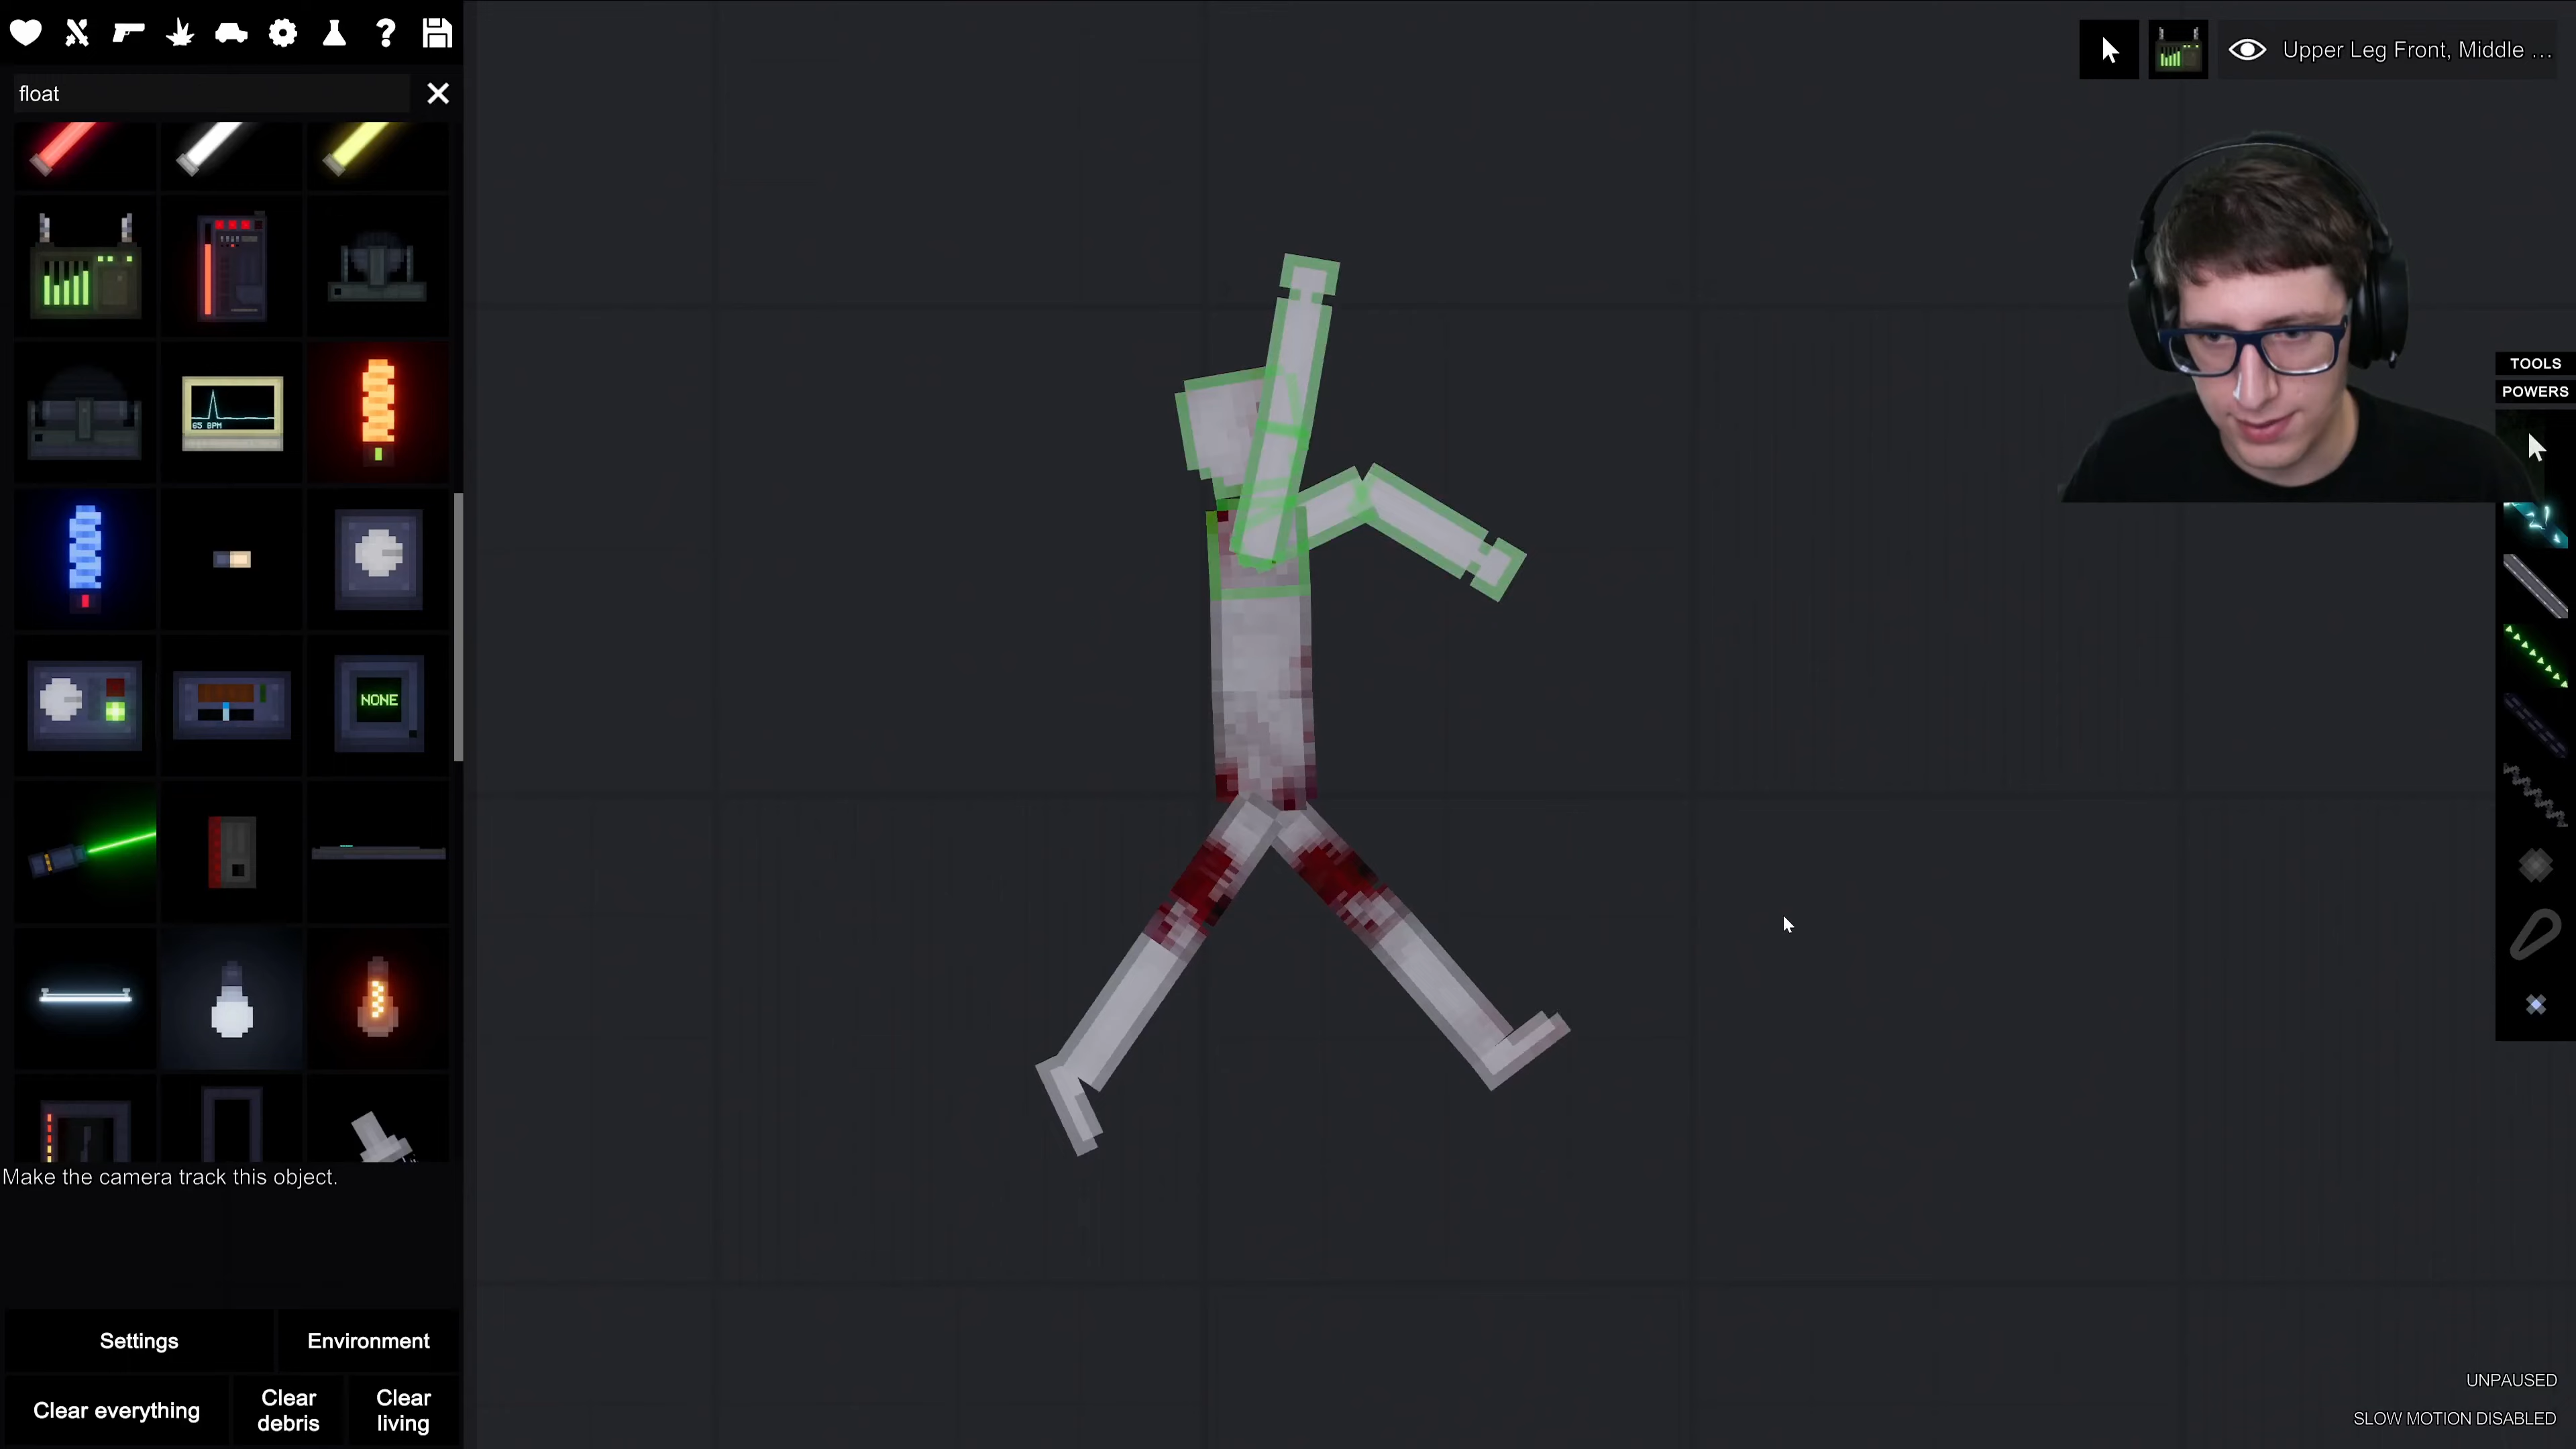 float
Upper Leg Front, Middle ...
TOOLS
POWERS
65 BPM
NONE
Make the camera track this object.
Settings
Environment
Clear everything
Clear debris
Clear living
UNPAUSED
SLOW MOTION DISABLED